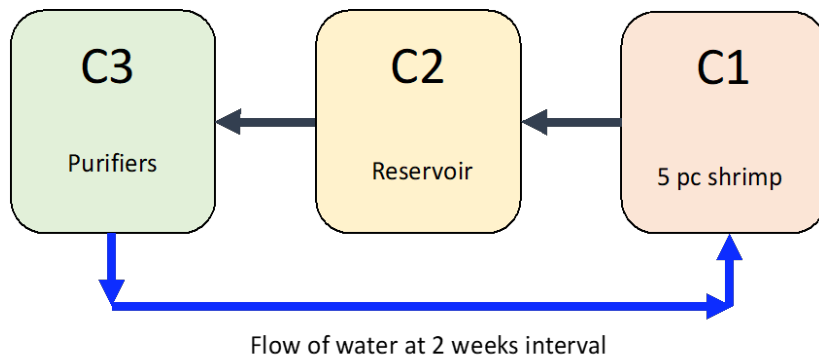 C3
Purifiers
C2
Reservoir
C1
5 pc shrimp
Flow of water at 2 weeks interval